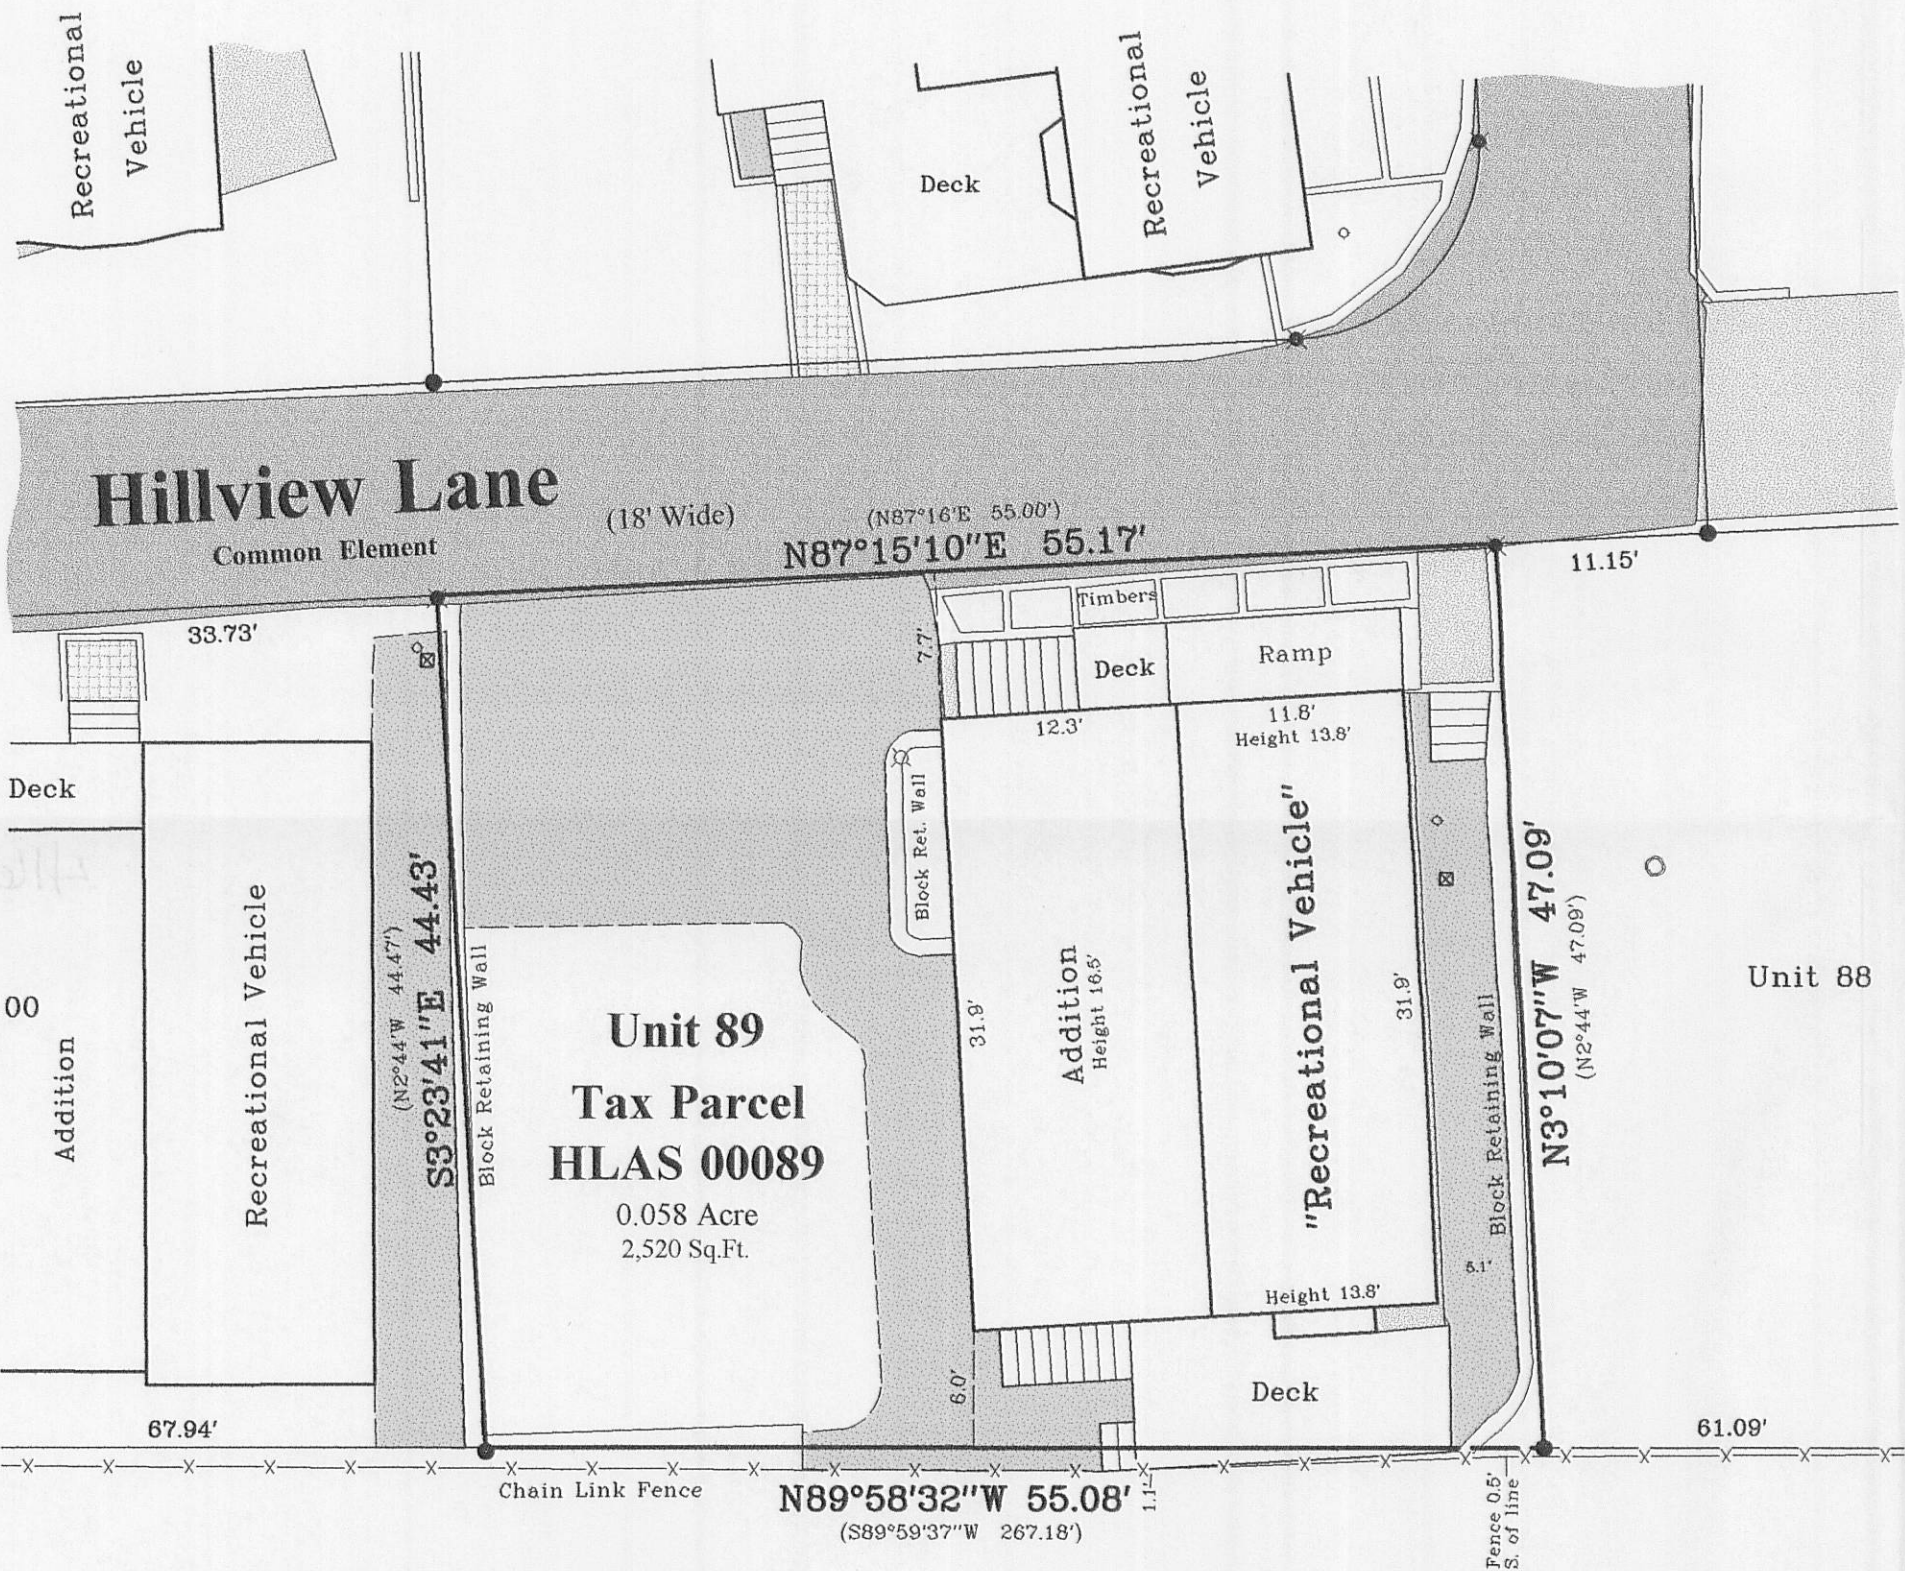 Recreational
Vehicle
Deck
Recreational
Vehicle
Hillview Lane
(18' Wide)
Common Element
(N87°16'E 55.00')
N87°15'10"E 55.17'
11.15'
33.73'
Timbers
7.7'
Deck
Ramp
12.3'
11.8'
Height 13.8'
Deck
Block Ret. Wall
"Recreational Vehicle"
Recreational Vehicle
(N2°44'W 44.47')
S3°23'41"E 44.43'
Block Retaining Wall
Unit 89
Tax Parcel
HLAS 00089
0.058 Acre
2,520 Sq.Ft.
31.9'
Addition
Height 16.5'
31.9'
Block Retaining Wall
N3°10'07"W 47.09'
(N2°44'W 47.09')
Unit 88
00
Addition
5.1'
Height 13.8'
6.0'
Deck
67.94'
61.09'
Chain Link Fence
N89°58'32"W 55.08'
(S89°59'37"W 267.18')
1.1'
Fence 0.5'
S. of line